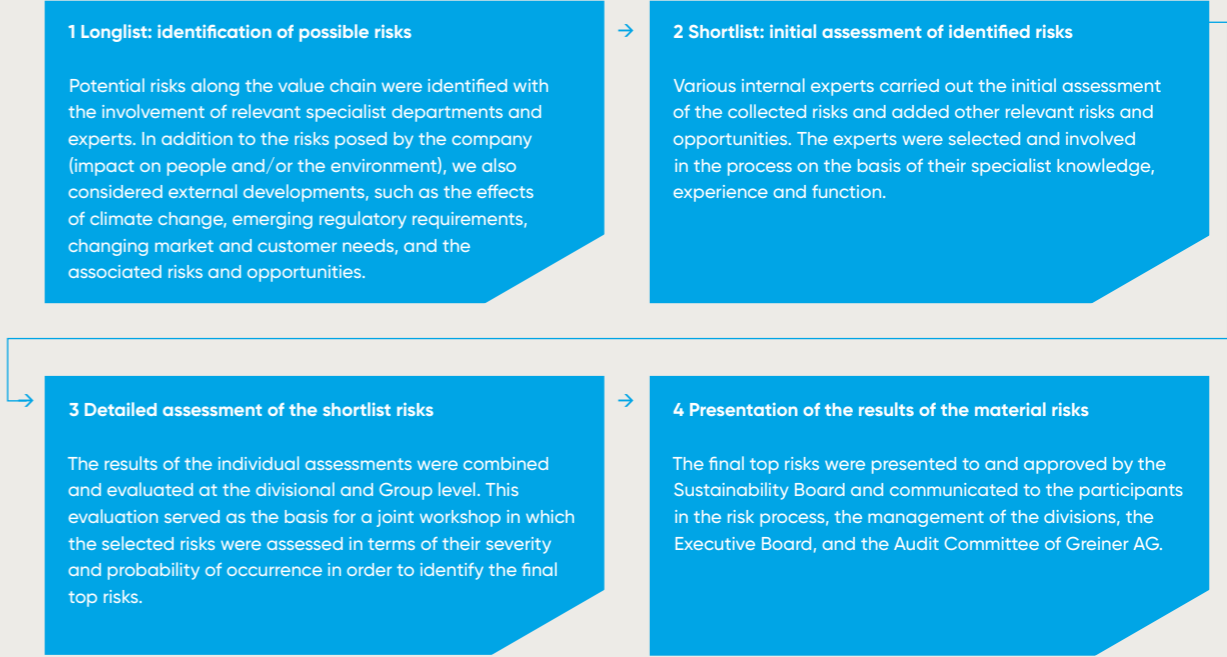 1 Longlist: identification of possible risks
Potential risks along the value chain were identified with
the involvement of relevant specialist departments and
experts. In addition to the risks posed by the company
(impact on people and/or the environment), we also
considered external developments, such as the effects
of climate change, emerging regulatory requirements,
changing market and customer needs, and the
associated risks and opportunities.
2 Shortlist: initial assessment of identified risks
Various internal experts carried out the initial assessment
of the collected risks and added other relevant risks and
opportunities. The experts were selected and involved
in the process on the basis of their specialist knowledge,
experience and function.
3 Detailed assessment of the shortlist risks
The results of the individual assessments were combined
and evaluated at the divisional and Group level. This
evaluation served as the basis for a joint workshop in which
the selected risks were assessed in terms of their severity
and probability of occurrence in order to identify the final
top risks.
4 Presentation of the results of the material risks
The final top risks were presented to and approved by the
Sustainability Board and communicated to the participants
in the risk process, the management of the divisions, the
Executive Board, and the Audit Committee of Greiner AG.